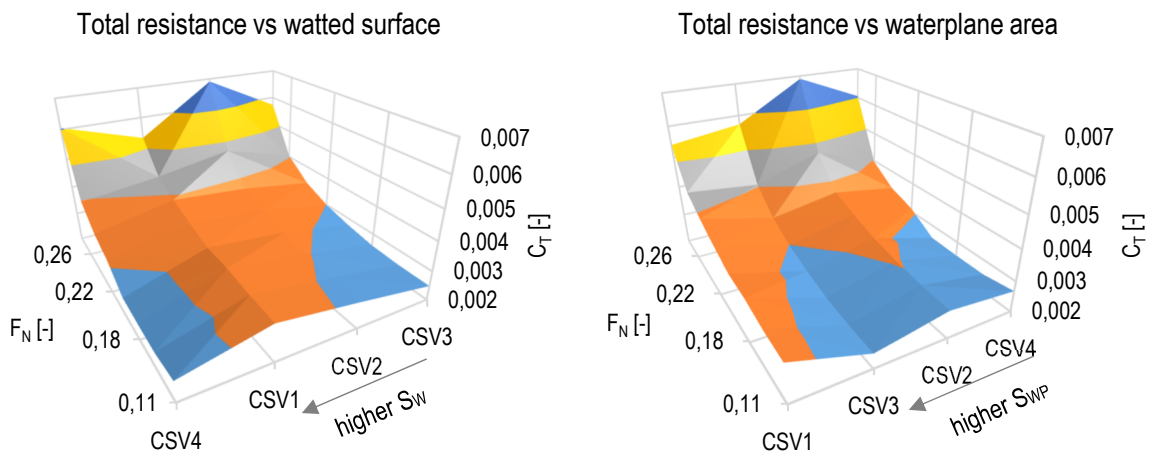 Total resistance vs watted surface
0,007
0,006
0,005
0,004
0,003
0,002
C_T [-]
0,26
0,22
0,18
0,11
F_N [-]
CSV4
CSV1
CSV2
CSV3
higher S_W
Total resistance vs waterplane area
0,007
0,006
0,005
0,004
0,003
0,002
C_T [-]
0,26
0,22
0,18
0,11
F_N [-]
CSV1
CSV3
CSV2
CSV4
higher S_WP